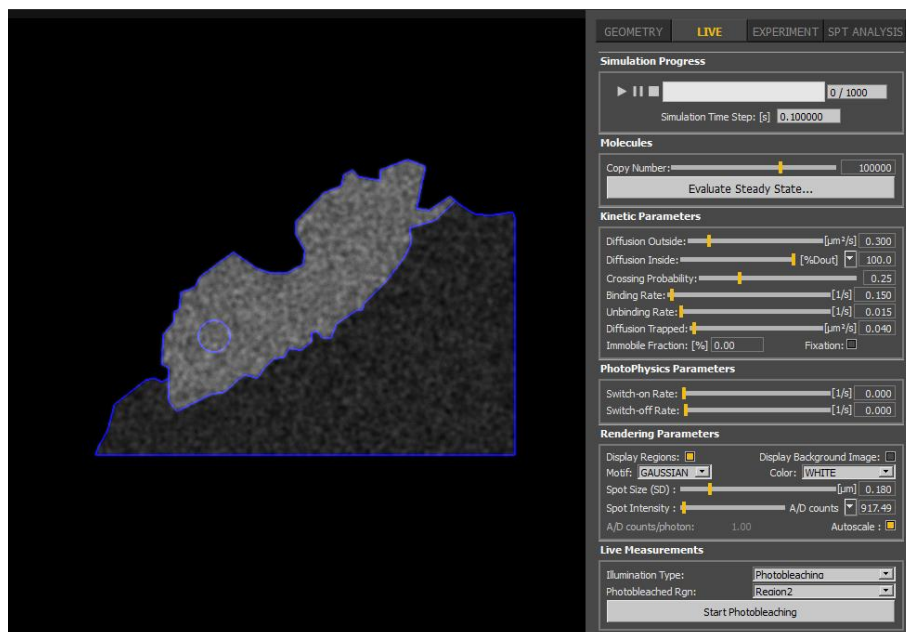 GEOMETRY LIVE EXPERIMENT SPT ANALYSIS
Simulation Progress
0 / 1000
Simulation Time Step: [s] 0.100000
Molecules
Copy Number: 100000
Evaluate Steady State...
Kinetic Parameters
Diffusion Outside: [µm²/s] 0.300
Diffusion Inside: [%Dout] 100.0
Crossing Probability: 0.25
Binding Rate: [1/s] 0.150
Unbinding Rate: [1/s] 0.015
Diffusion Trapped: [µm²/s] 0.040
Immobile Fraction: [%] 0.00 Fixation:
PhotoPhysics Parameters
Switch-on Rate: [1/s] 0.000
Switch-off Rate: [1/s] 0.000
Rendering Parameters
Display Regions: Display Background Image:
Motif: GAUSSIAN Color: WHITE
Spot Size (SD) : [µm] 0.180
Spot Intensity : A/D counts 917.49
A/D counts/photon: 1.00 Autoscale :
Live Measurements
Illumination Type: Photobleaching
Photobleached Rgn: Region2
Start Photobleaching